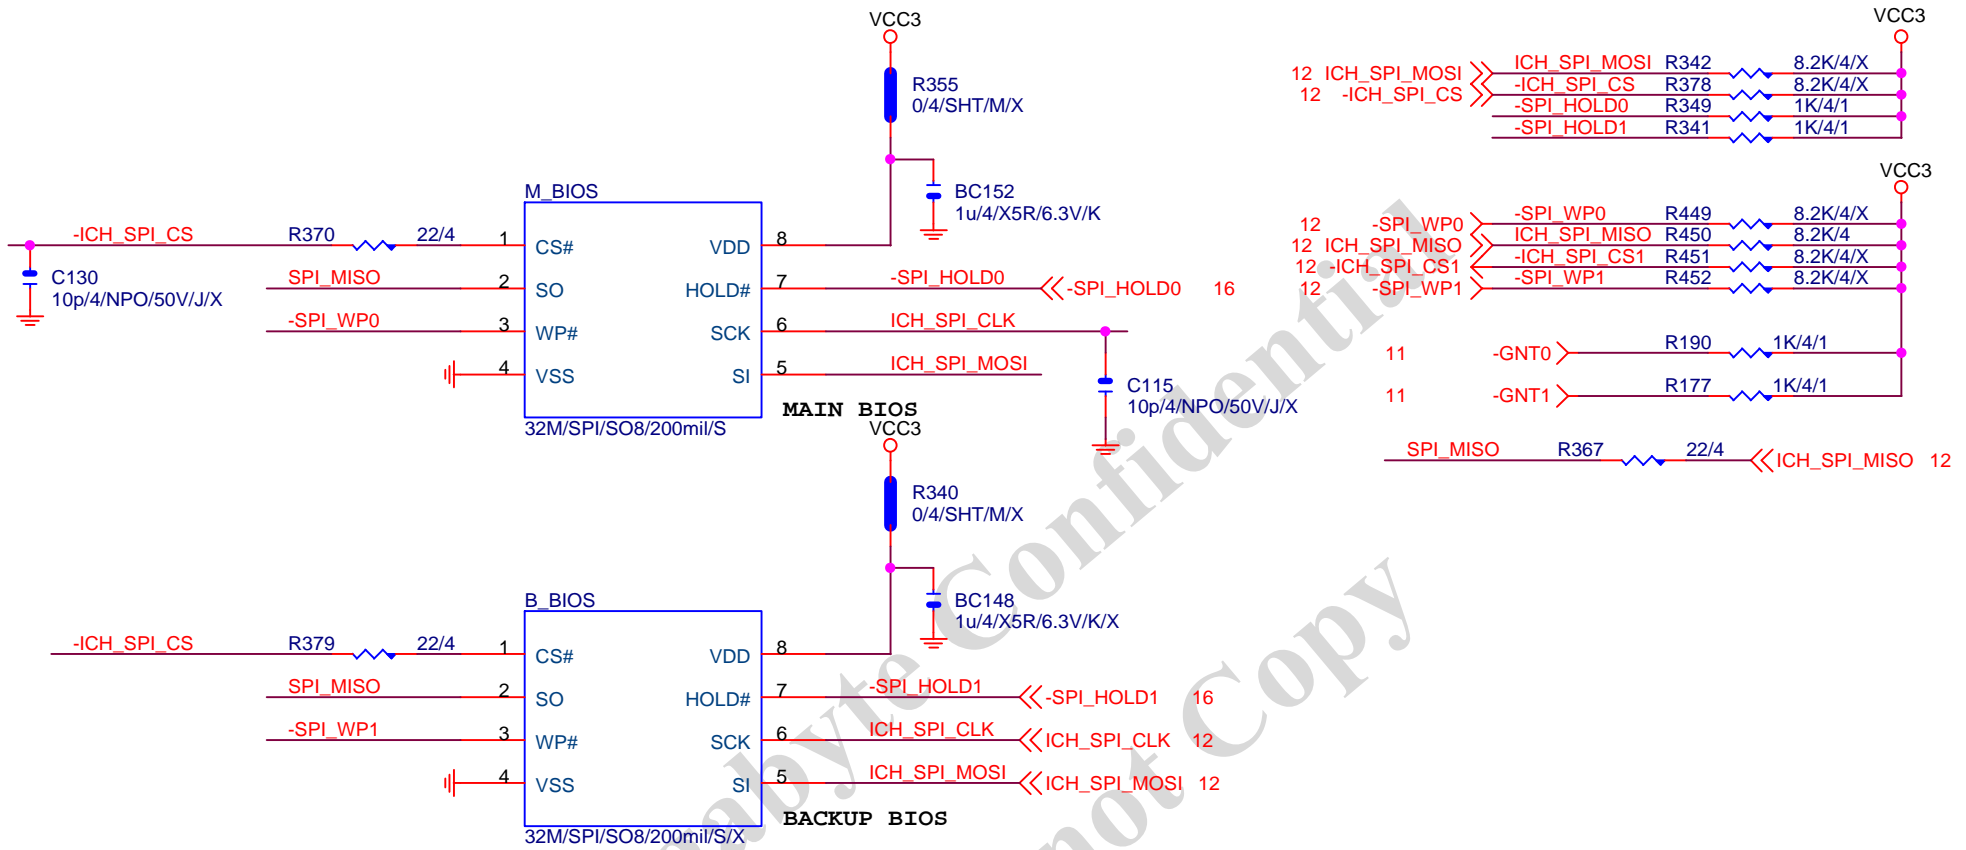 VCC3
R355
0/4/SHT/M/X
M_BIOS
BC152
1u/4/X5R/6.3V/K
-ICH_SPI_CS R370 22/4 1 CS# VDD 8
C130
10p/4/NPO/50V/J/X
SPI_MISO 2 SO HOLD# 7 -SPI_HOLD0 -SPI_HOLD0 16
-SPI_WP0 3 WP# SCK 6 ICH_SPI_CLK
4 VSS SI 5 ICH_SPI_MOSI
C115
10p/4/NPO/50V/J/X
MAIN BIOS
32M/SPI/SO8/200mil/S
VCC3
R340
0/4/SHT/M/X
B_BIOS
BC148
1u/4/X5R/6.3V/K/X
-ICH_SPI_CS R379 22/4 1 CS# VDD 8
SPI_MISO 2 SO HOLD# 7 -SPI_HOLD1 -SPI_HOLD1 16
-SPI_WP1 3 WP# SCK 6 ICH_SPI_CLK ICH_SPI_CLK 12
4 VSS SI 5 ICH_SPI_MOSI ICH_SPI_MOSI 12
BACKUP BIOS
32M/SPI/SO8/200mil/S/X
VCC3
12 ICH_SPI_MOSI ICH_SPI_MOSI R342 8.2K/4/X
12 -ICH_SPI_CS -ICH_SPI_CS R378 8.2K/4/X
-SPI_HOLD0 R349 1K/4/1
-SPI_HOLD1 R341 1K/4/1
VCC3
12 -SPI_WP0 -SPI_WP0 R449 8.2K/4/X
12 ICH_SPI_MISO ICH_SPI_MISO R450 8.2K/4
12 -ICH_SPI_CS1 -ICH_SPI_CS1 R451 8.2K/4/X
12 -SPI_WP1 -SPI_WP1 R452 8.2K/4/X
11 -GNT0 R190 1K/4/1
11 -GNT1 R177 1K/4/1
SPI_MISO R367 22/4 ICH_SPI_MISO 12
abyte Confidential
not Copy